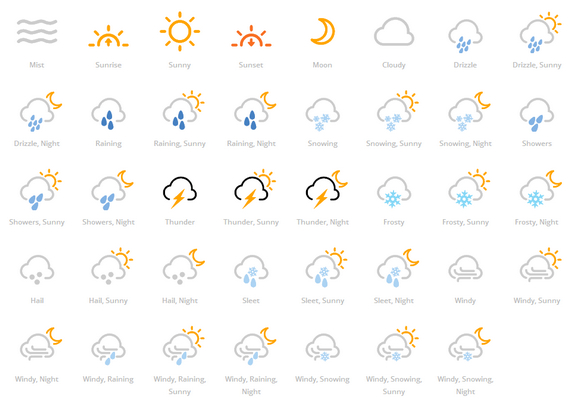 Mist Sunrise Sunny Sunset Moon Cloudy Drizzle Drizzle, Sunny
Drizzle, Night Raining Raining, Sunny Raining, Night Snowing Snowing, Sunny Snowing, Night Showers
Showers, Sunny Showers, Night Thunder Thunder, Sunny Thunder, Night Frosty Frosty, Sunny Frosty, Night
Hail Hail, Sunny Hail, Night Sleet Sleet, Sunny Sleet, Night Windy Windy, Sunny
Windy, Night Windy, Raining Windy, Raining, Sunny Windy, Raining, Night Windy, Snowing Windy, Snowing, Sunny Windy, Snowing, Night